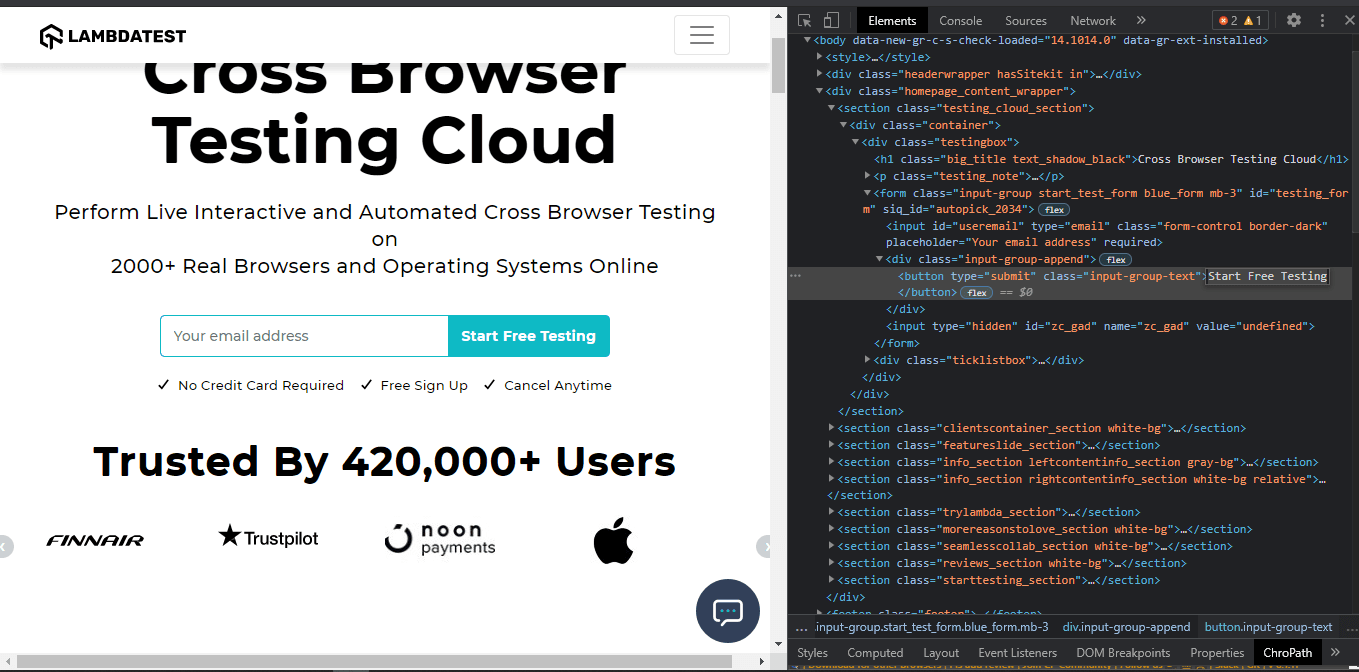 LAMBDATEST
Cross Browser
Testing Cloud
Perform Live Interactive and Automated Cross Browser Testing
on
2000+ Real Browsers and Operating Systems Online
Your email address
Start Free Testing
No Credit Card Required
Free Sign Up
Cancel Anytime
Trusted By 420,000+ Users
FINNAIR
Trustpilot
noon
payments
Elements Console Sources Network » 2 1
<body data-new-gr-c-s-check-loaded="14.1014.0" data-gr-ext-installed>
<style>…</style>
<div class="headerwrapper hasSitekit in">…</div>
<div class="homepage_content_wrapper">
<section class="testing_cloud_section">
<div class="container">
<div class="testingbox">
<h1 class="big_title text_shadow_black">Cross Browser Testing Cloud</h1>
<p class="testing_note">…</p>
<form class="input-group start_test_form blue_form mb-3" id="testing_for
m" siq_id="autopick_2034"> flex
<input id="useremail" type="email" class="form-control border-dark"
placeholder="Your email address" required>
<div class="input-group-append"> flex
… <button type="submit" class="input-group-text">Start Free Testing
</button> flex == $0
</div>
<input type="hidden" id="zc_gad" name="zc_gad" value="undefined">
</form>
<div class="ticklistbox">…</div>
</div>
</div>
</section>
<section class="clientscontainer_section white-bg">…</section>
<section class="featureslide_section">…</section>
<section class="info_section leftcontentinfo_section gray-bg">…</section>
<section class="info_section rightcontentinfo_section white-bg relative">…
</section>
<section class="trylambda_section">…</section>
<section class="morereasonstolove_section white-bg">…</section>
<section class="seamlesscollab_section white-bg">…</section>
<section class="reviews_section white-bg">…</section>
<section class="starttesting_section">…</section>
</div>
<footer class="footer">…</footer>
… .input-group.start_test_form.blue_form.mb-3 div.input-group-append button.input-group-text …
Styles Computed Layout Event Listeners DOM Breakpoints Properties ChroPath »